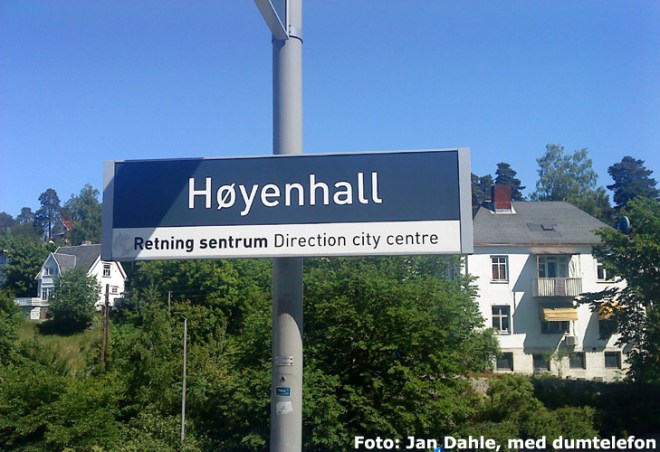 Høyenhall
Retning sentrum Direction city centre
Foto: Jan Dahle, med dumtelefon